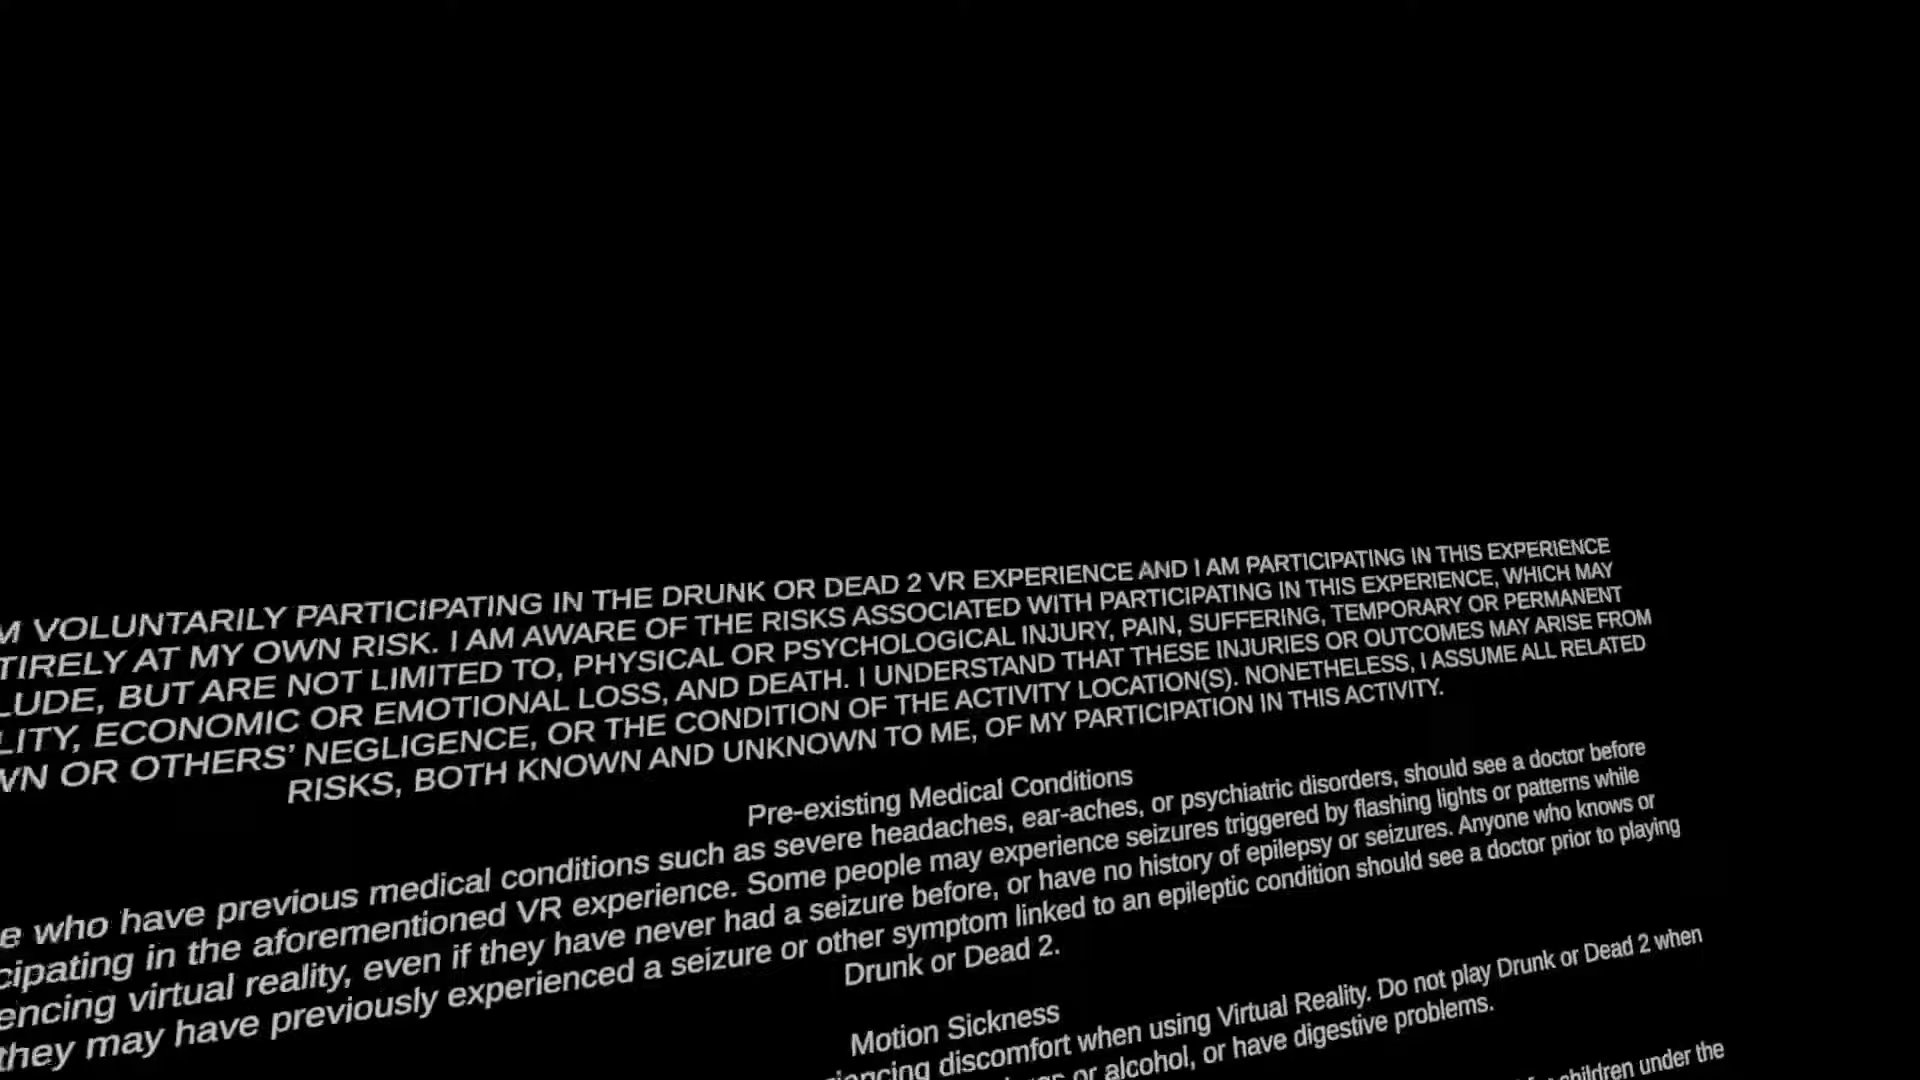 VOLUNTARILY PARTICIPATING IN THE DRUNK OR DEAD 2 VR EXPERIENCE AND I AM PARTICIPATING IN THIS EXPERIENCE
TIRELY AT MY OWN RISK. I AM AWARE OF THE RISKS ASSOCIATED WITH PARTICIPATING IN THIS EXPERIENCE, WHICH MAY
LUDE, BUT ARE NOT LIMITED TO, PHYSICAL OR PSYCHOLOGICAL INJURY, PAIN, SUFFERING, TEMPORARY OR PERMANENT
LITY, ECONOMIC OR EMOTIONAL LOSS, AND DEATH. I UNDERSTAND THAT THESE INJURIES OR OUTCOMES MAY ARISE FROM
WN OR OTHERS’ NEGLIGENCE, OR THE CONDITION OF THE ACTIVITY LOCATION(S). NONETHELESS, I ASSUME ALL RELATED
RISKS, BOTH KNOWN AND UNKNOWN TO ME, OF MY PARTICIPATION IN THIS ACTIVITY.
Pre-existing Medical Conditions
e who have previous medical conditions such as severe headaches, ear-aches, or psychiatric disorders, should see a doctor before
cipating in the aforementioned VR experience. Some people may experience seizures triggered by flashing lights or patterns while
encing virtual reality, even if they have never had a seizure before, or have no history of epilepsy or seizures. Anyone who knows or
they may have previously experienced a seizure or other symptom linked to an epileptic condition should see a doctor prior to playing
Drunk or Dead 2.
Motion Sickness
iencing discomfort when using Virtual Reality. Do not play Drunk or Dead 2 when
or alcohol, or have digestive problems.
children under the